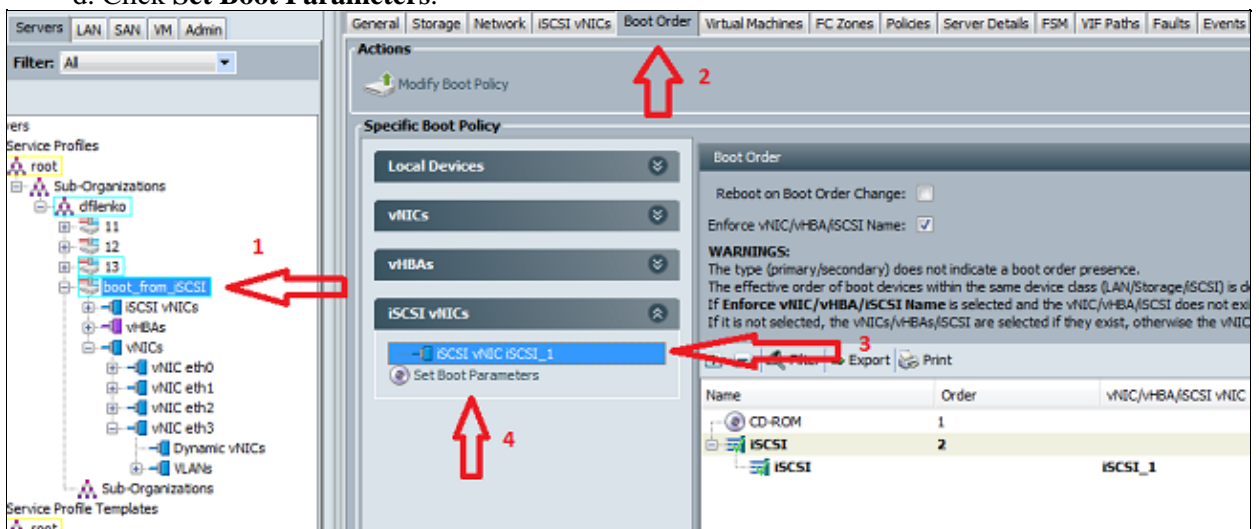 d. Click Set Boot Parameters.
Servers LAN SAN VM Admin
Filter: All
Service Profiles
root
Sub-Organizations
dfilenko
11
12
13
boot_from_iSCSI
iSCSI vNICs
vHBAs
vNICs
vNIC eth0
vNIC eth1
vNIC eth2
vNIC eth3
Dynamic vNICs
VLANs
Sub-Organizations
Service Profile Templates
root
1
General Storage Network iSCSI vNICs Boot Order Virtual Machines FC Zones Policies Server Details FSM VIF Paths Faults Events
Actions
Modify Boot Policy
2
Specific Boot Policy
Local Devices
vNICs
vHBAs
iSCSI vNICs
iSCSI vNIC iSCSI_1
Set Boot Parameters
3
4
Boot Order
Reboot on Boot Order Change:
Enforce vNIC/vHBA/iSCSI Name:
WARNINGS:
The type (primary/secondary) does not indicate a boot order presence.
The effective order of boot devices within the same device class (LAN/Storage/iSCSI) is d
If Enforce vNIC/vHBA/iSCSI Name is selected and the vNIC/vHBA/iSCSI does not exi
If it is not selected, the vNICs/vHBAs/iSCSI are selected if they exist, otherwise the vNIC
Export Print
Name Order vNIC/vHBA/iSCSI vNIC
CD-ROM 1
iSCSI 2
iSCSI iSCSI_1